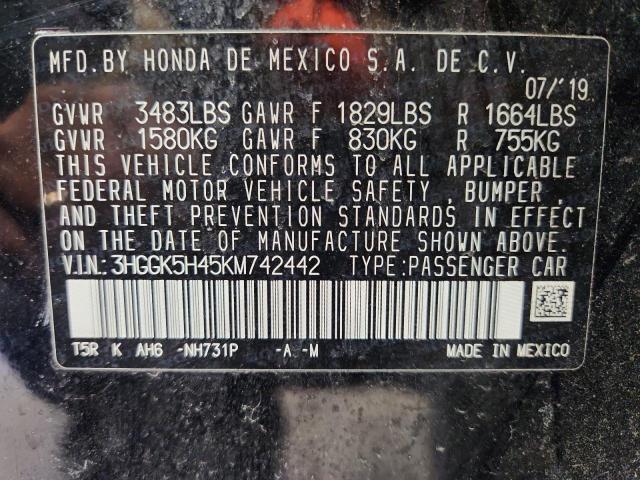 MFD. BY HONDA DE MEXICO S.A. DE C.V.
07/'19
GVWR 3483LBS GAWR F 1829LBS R 1664LBS
GVWR 1580KG GAWR F 830KG R 755KG
THIS VEHICLE CONFORMS TO ALL APPLICABLE
FEDERAL MOTOR VEHICLE SAFETY , BUMPER ,
AND THEFT PREVENTION STANDARDS IN EFFECT
ON THE DATE OF MANUFACTURE SHOWN ABOVE.
V.I.N.: 3HGGK5H45KM742442 TYPE:PASSENGER CAR
T5R K AH6 -NH731P -A -M MADE IN MEXICO